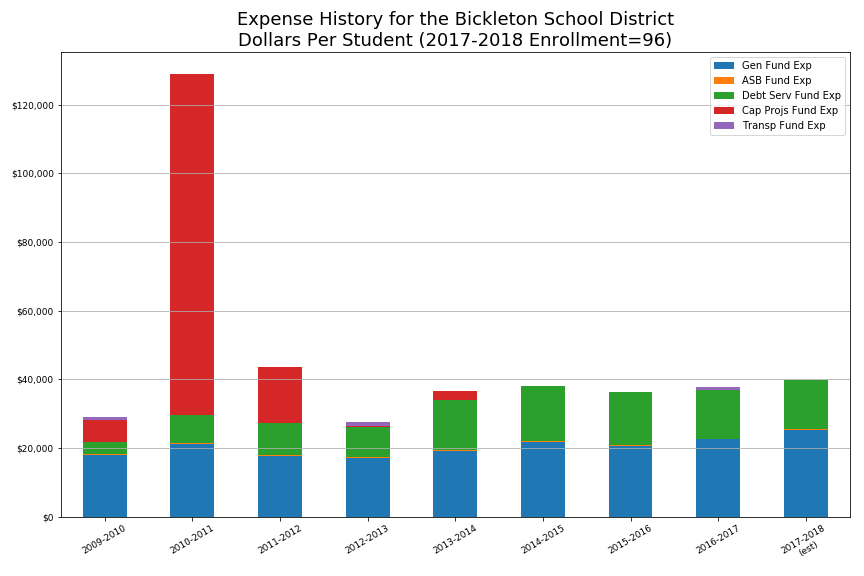 Expense History for the Bickleton School District
Dollars Per Student (2017-2018 Enrollment=96)
Gen Fund Exp
ASB Fund Exp
Debt Serv Fund Exp
Cap Projs Fund Exp
Transp Fund Exp
$120,000
$100,000
$80,000
$60,000
$40,000
$20,000
$0
2009-2010
2010-2011
2011-2012
2012-2013
2013-2014
2014-2015
2015-2016
2016-2017
2017-2018
(est)